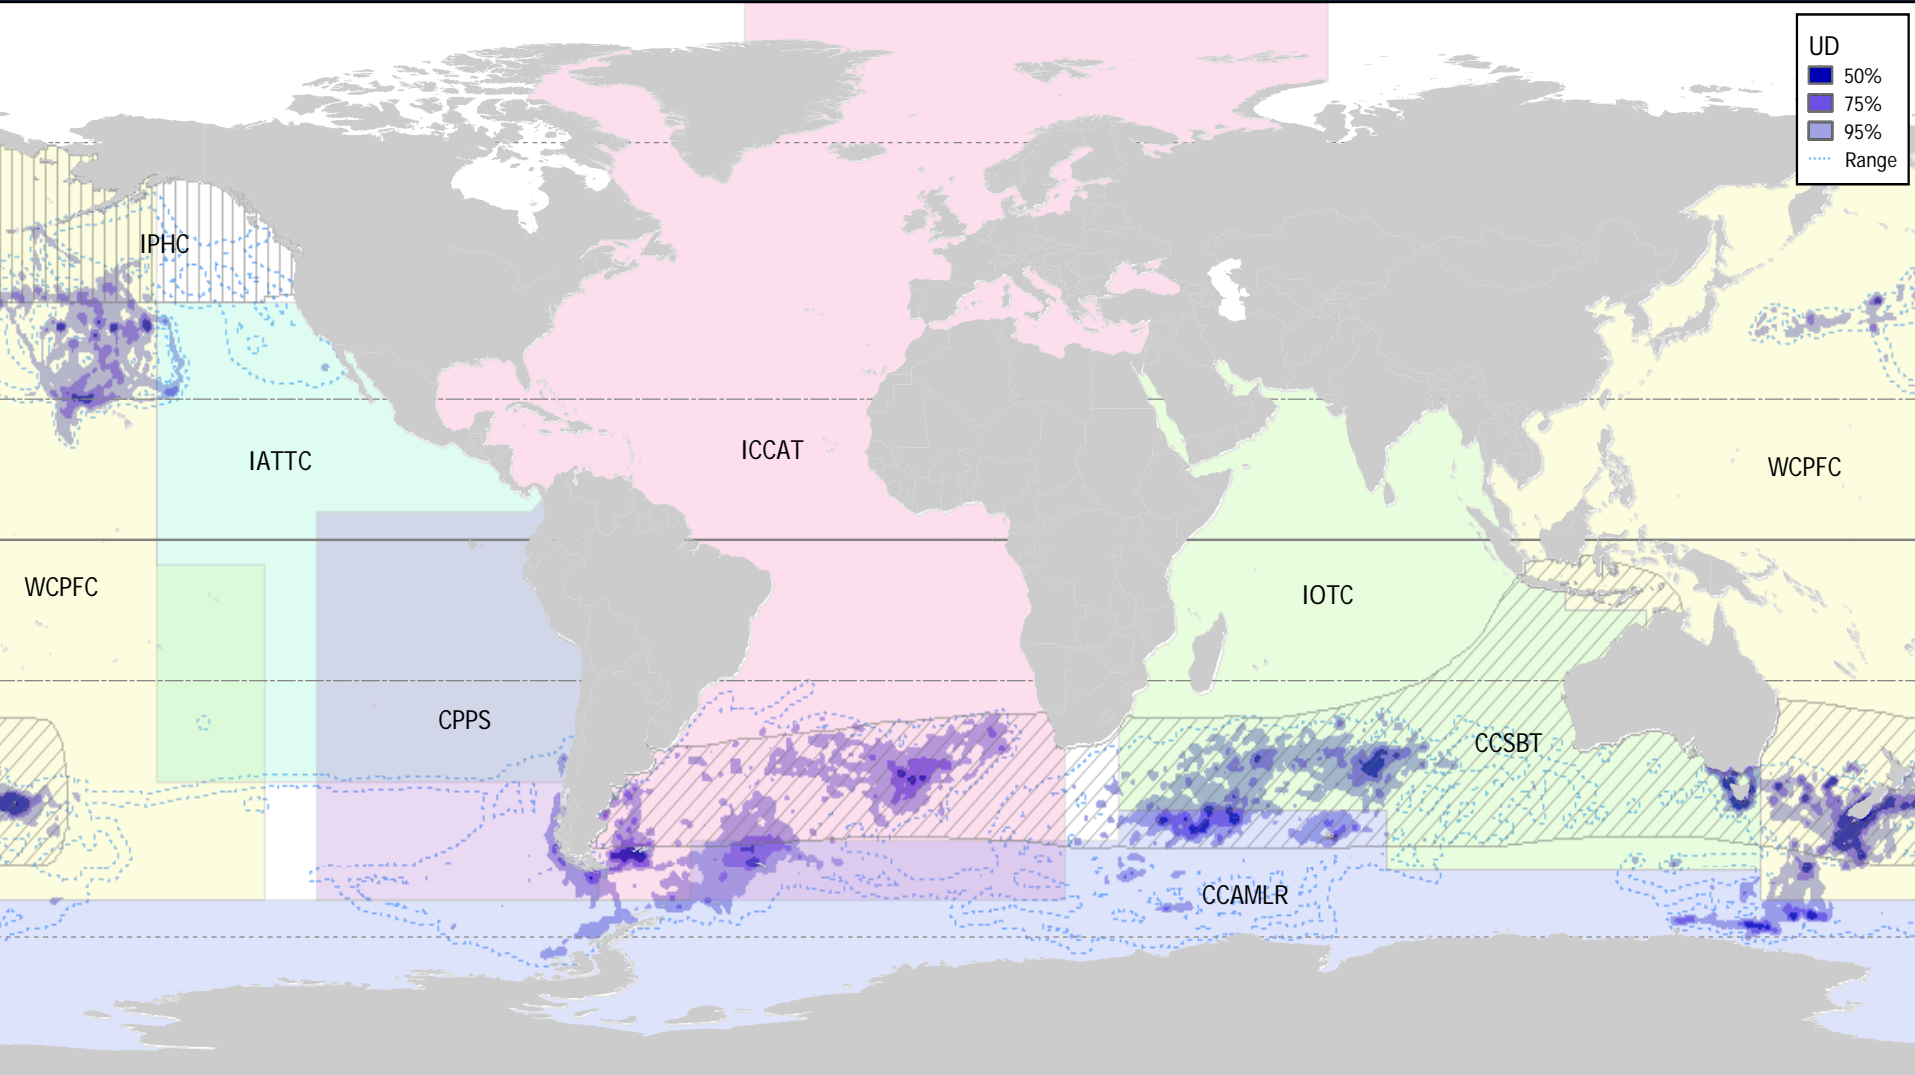 UD
50%
75%
95%
Range
IPHC
ICCAT
IATTC
WCPFC
WCPFC
IOTC
CPPS
CCSBT
CCAMLR